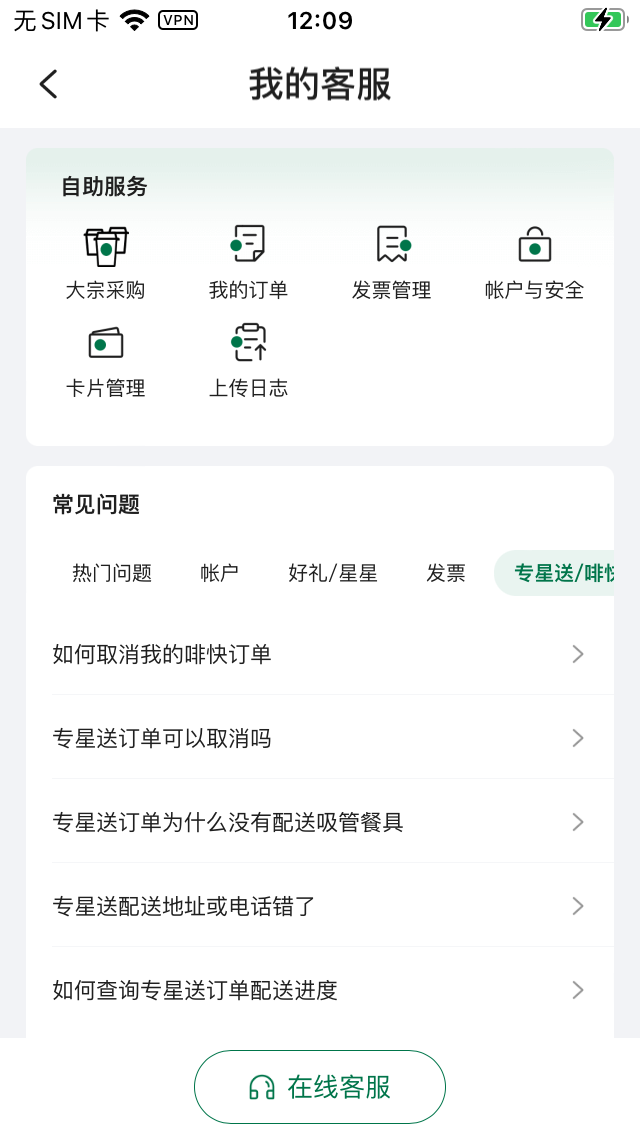 无SIM卡 VPN 12:09
我的客服
自助服务
大宗采购 我的订单 发票管理 帐户与安全
卡片管理 上传日志
常见问题
热门问题 帐户 好礼/星星 发票 专星送/啡快
如何取消我的啡快订单
专星送订单可以取消吗
专星送订单为什么没有配送吸管餐具
专星送配送地址或电话错了
如何查询专星送订单配送进度
在线客服